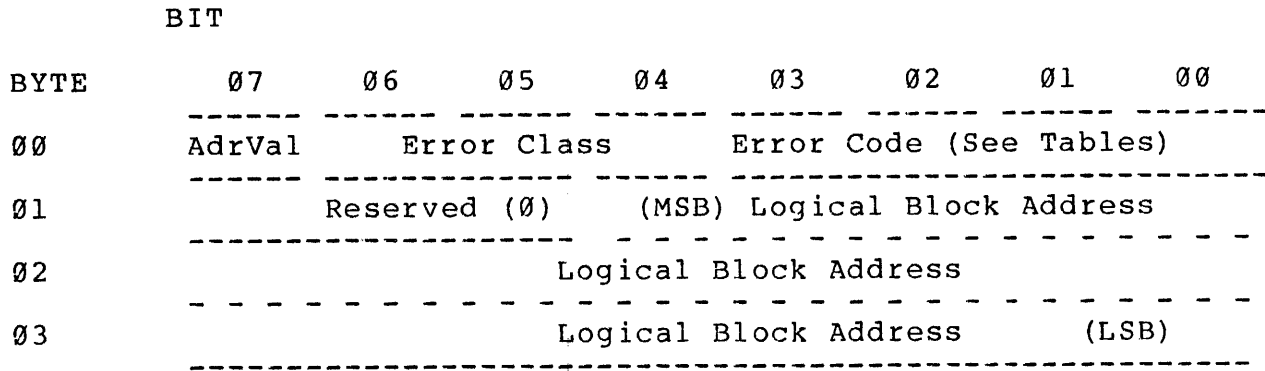 BIT
BYTE 07 06 05 04 03 02 01 00
00 AdrVal Error Class Error Code (See Tables)
01 Reserved (0) (MSB) Logical Block Address
02 Logical Block Address
03 Logical Block Address (LSB)